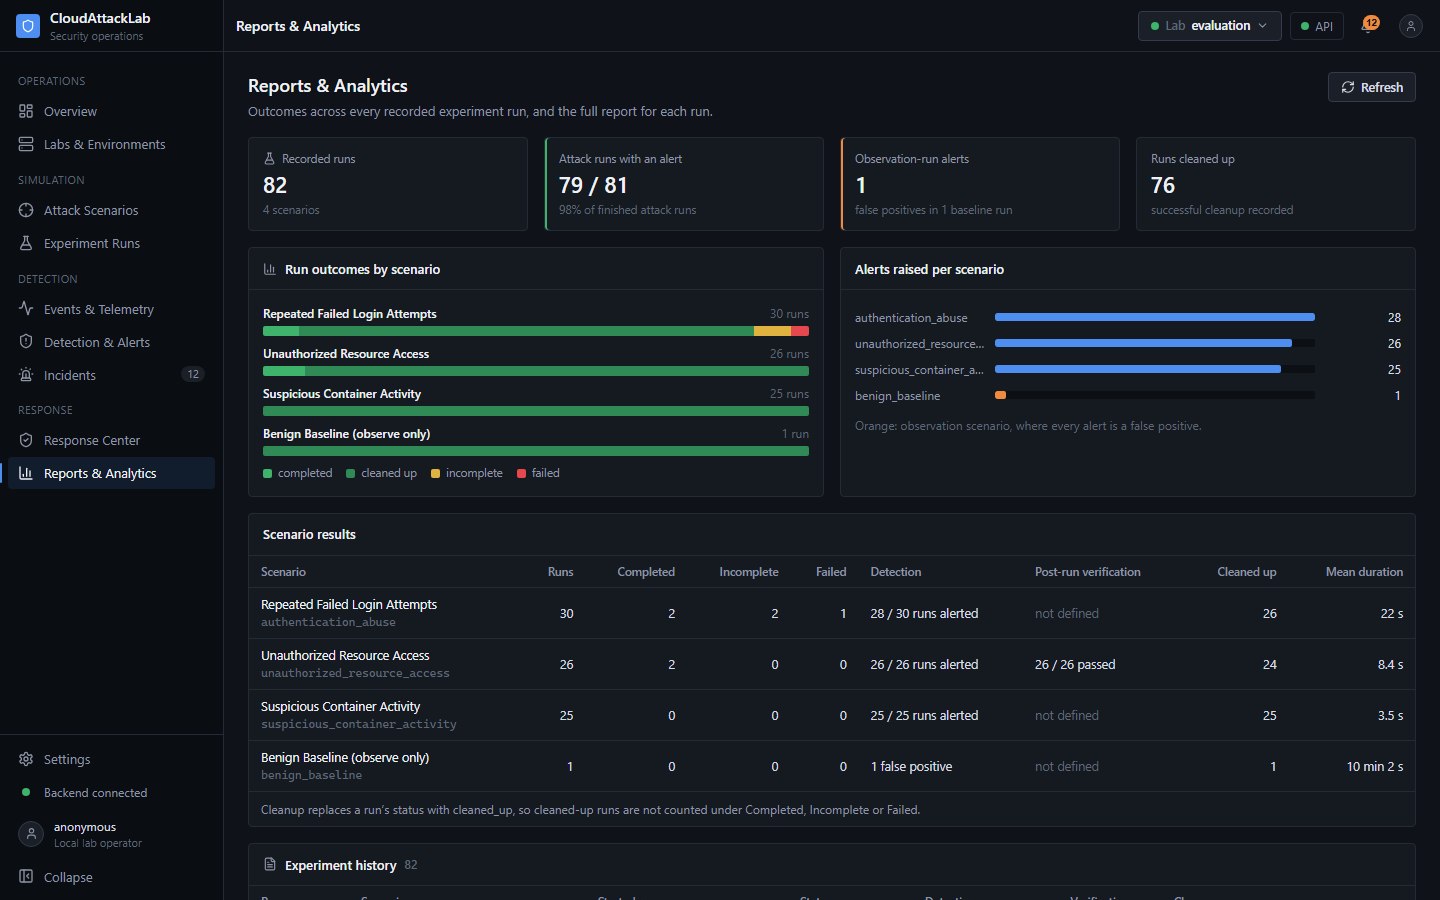 CloudAttackLab
Security operations
Reports & Analytics
Lab evaluation
API
12
OPERATIONS
Overview
Labs & Environments
SIMULATION
Attack Scenarios
Experiment Runs
DETECTION
Events & Telemetry
Detection & Alerts
Incidents 12
RESPONSE
Response Center
Reports & Analytics
Settings
Backend connected
anonymous
Local lab operator
Collapse
Reports & Analytics
Outcomes across every recorded experiment run, and the full report for each run.
Refresh
Recorded runs
82
4 scenarios
Attack runs with an alert
79 / 81
98% of finished attack runs
Observation-run alerts
1
false positives in 1 baseline run
Runs cleaned up
76
successful cleanup recorded
Run outcomes by scenario
Repeated Failed Login Attempts 30 runs
Unauthorized Resource Access 26 runs
Suspicious Container Activity 25 runs
Benign Baseline (observe only) 1 run
completed cleaned up incomplete failed
Alerts raised per scenario
authentication_abuse 28
unauthorized_resource... 26
suspicious_container_a... 25
benign_baseline 1
Orange: observation scenario, where every alert is a false positive.
Scenario results
Scenario Runs Completed Incomplete Failed Detection Post-run verification Cleaned up Mean duration
Repeated Failed Login Attempts
authentication_abuse
30 2 2 1 28 / 30 runs alerted not defined 26 22 s
Unauthorized Resource Access
unauthorized_resource_access
26 2 0 0 26 / 26 runs alerted 26 / 26 passed 24 8.4 s
Suspicious Container Activity
suspicious_container_activity
25 0 0 0 25 / 25 runs alerted not defined 25 3.5 s
Benign Baseline (observe only)
benign_baseline
1 0 0 0 1 false positive not defined 1 10 min 2 s
Cleanup replaces a run's status with cleaned_up, so cleaned-up runs are not counted under Completed, Incomplete or Failed.
Experiment history 82